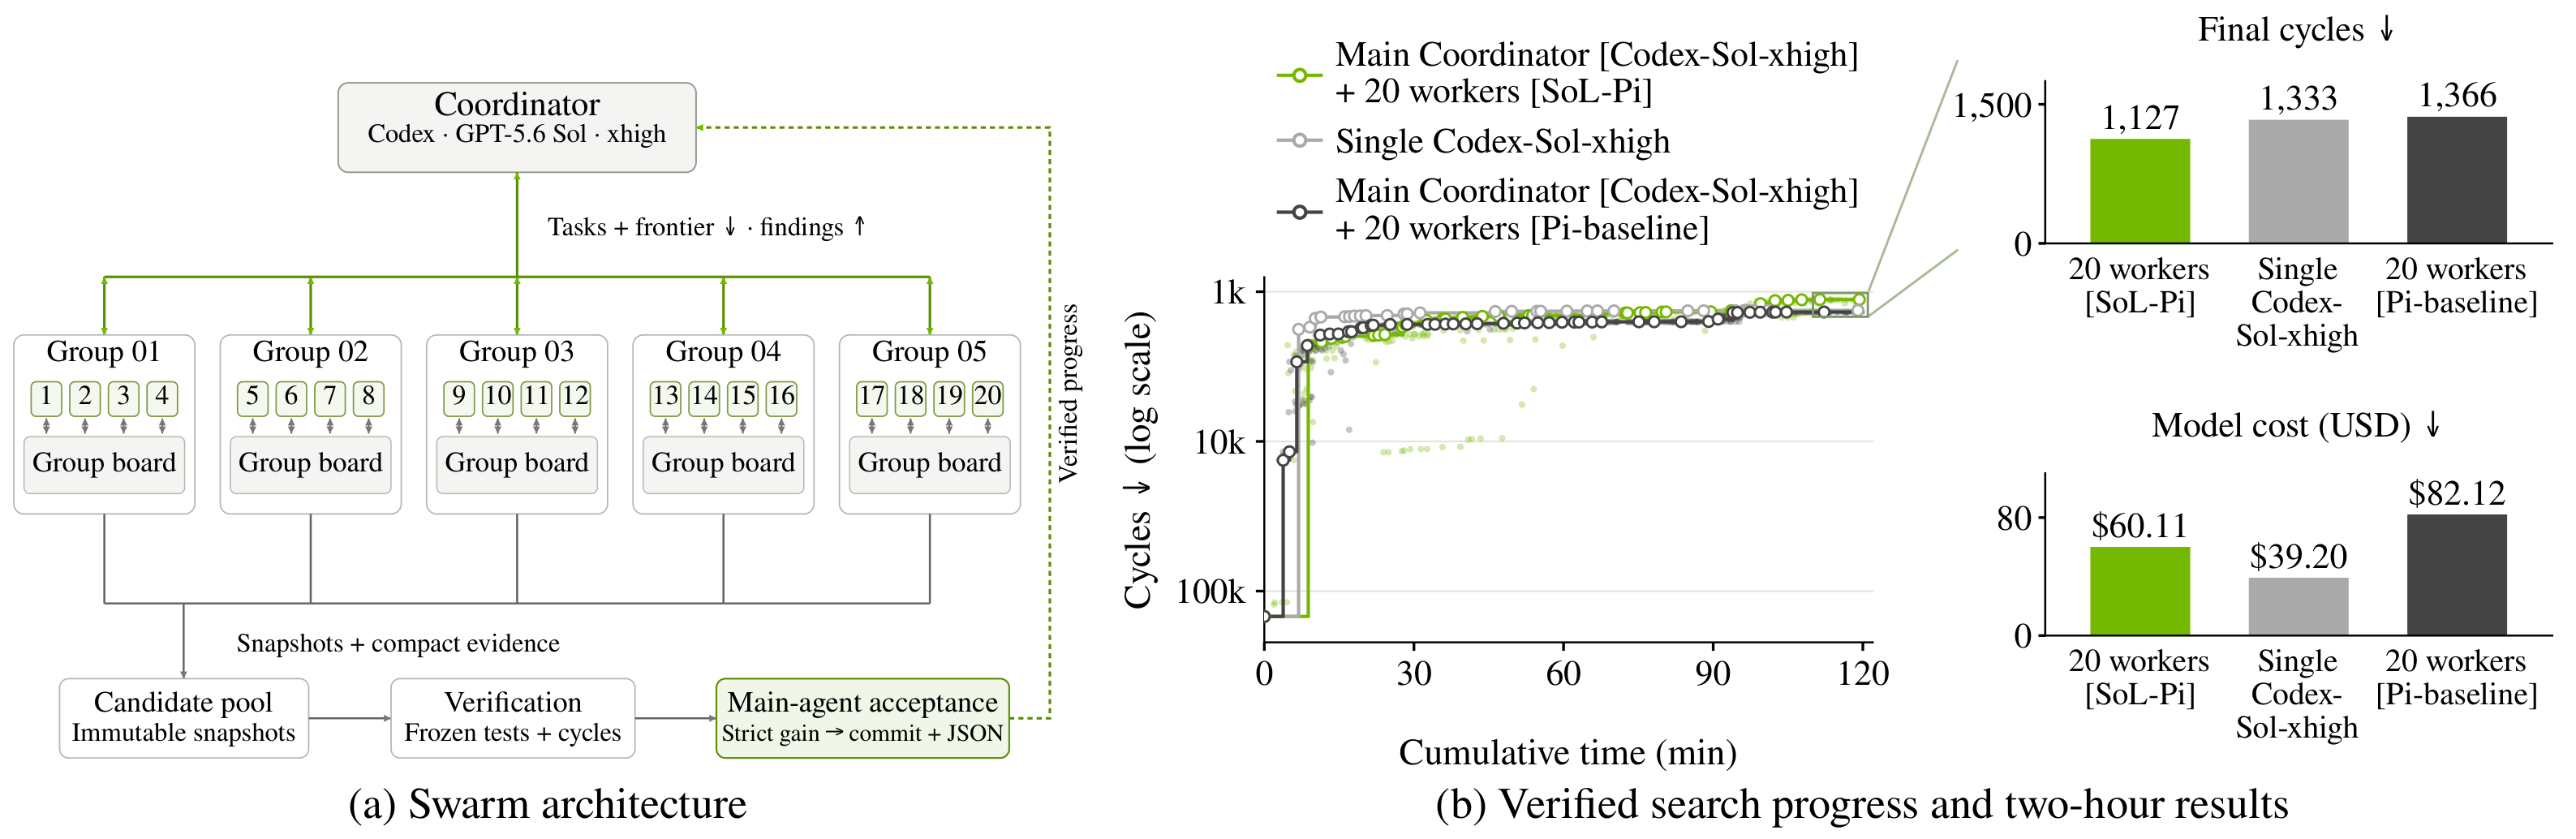 Coordinator
Codex · GPT-5.6 Sol · xhigh
Tasks + frontier ↓ · findings ↑
Group 01
1 2 3 4
Group board
Group 02
5 6 7 8
Group board
Group 03
9 10 11 12
Group board
Group 04
13 14 15 16
Group board
Group 05
17 18 19 20
Group board
Verified progress
Snapshots + compact evidence
Candidate pool
Immutable snapshots
Verification
Frozen tests + cycles
Main-agent acceptance
Strict gain → commit + JSON
(a) Swarm architecture
Main Coordinator [Codex-Sol-xhigh]
+ 20 workers [SoL-Pi]
Single Codex-Sol-xhigh
Main Coordinator [Codex-Sol-xhigh]
+ 20 workers [Pi-baseline]
Cycles ↓ (log scale)
1k
10k
100k
0 30 60 90 120
Cumulative time (min)
Final cycles ↓
1,500
0
1,127
1,333
1,366
20 workers
[SoL-Pi]
Single
Codex-
Sol-xhigh
20 workers
[Pi-baseline]
Model cost (USD) ↓
80
0
$60.11
$39.20
$82.12
20 workers
[SoL-Pi]
Single
Codex-
Sol-xhigh
20 workers
[Pi-baseline]
(b) Verified search progress and two-hour results